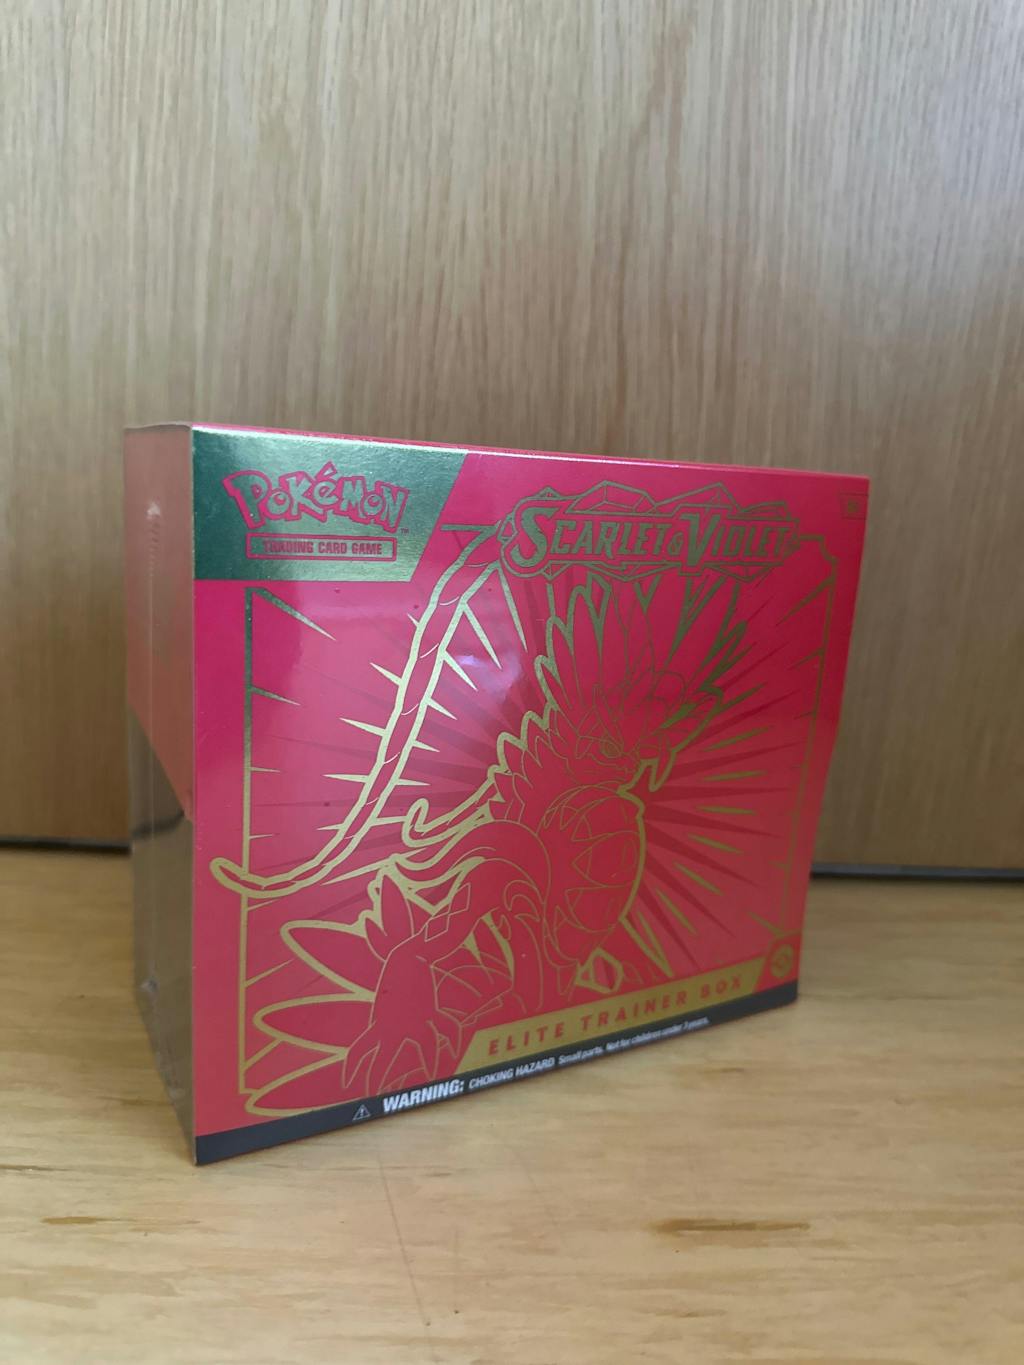 POKéMON™
TRADING CARD GAME
SCARLET & VIOLET
ELITE TRAINER BOX
WARNING: CHOKING HAZARD Small parts. Not for children under 3 years.